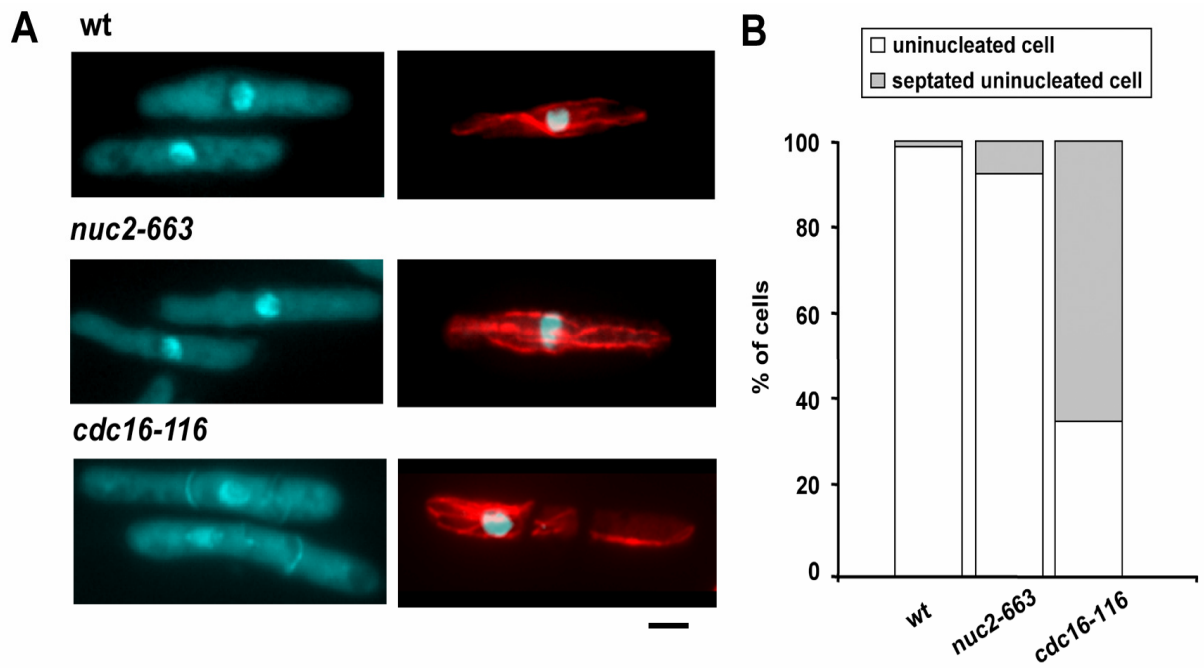 A
wt
nuc2-663
cdc16-116
B
uninucleated cell
septated uninucleated cell
100
80
60
40
20
0
% of cells
wt
nuc2-663
cdc16-116